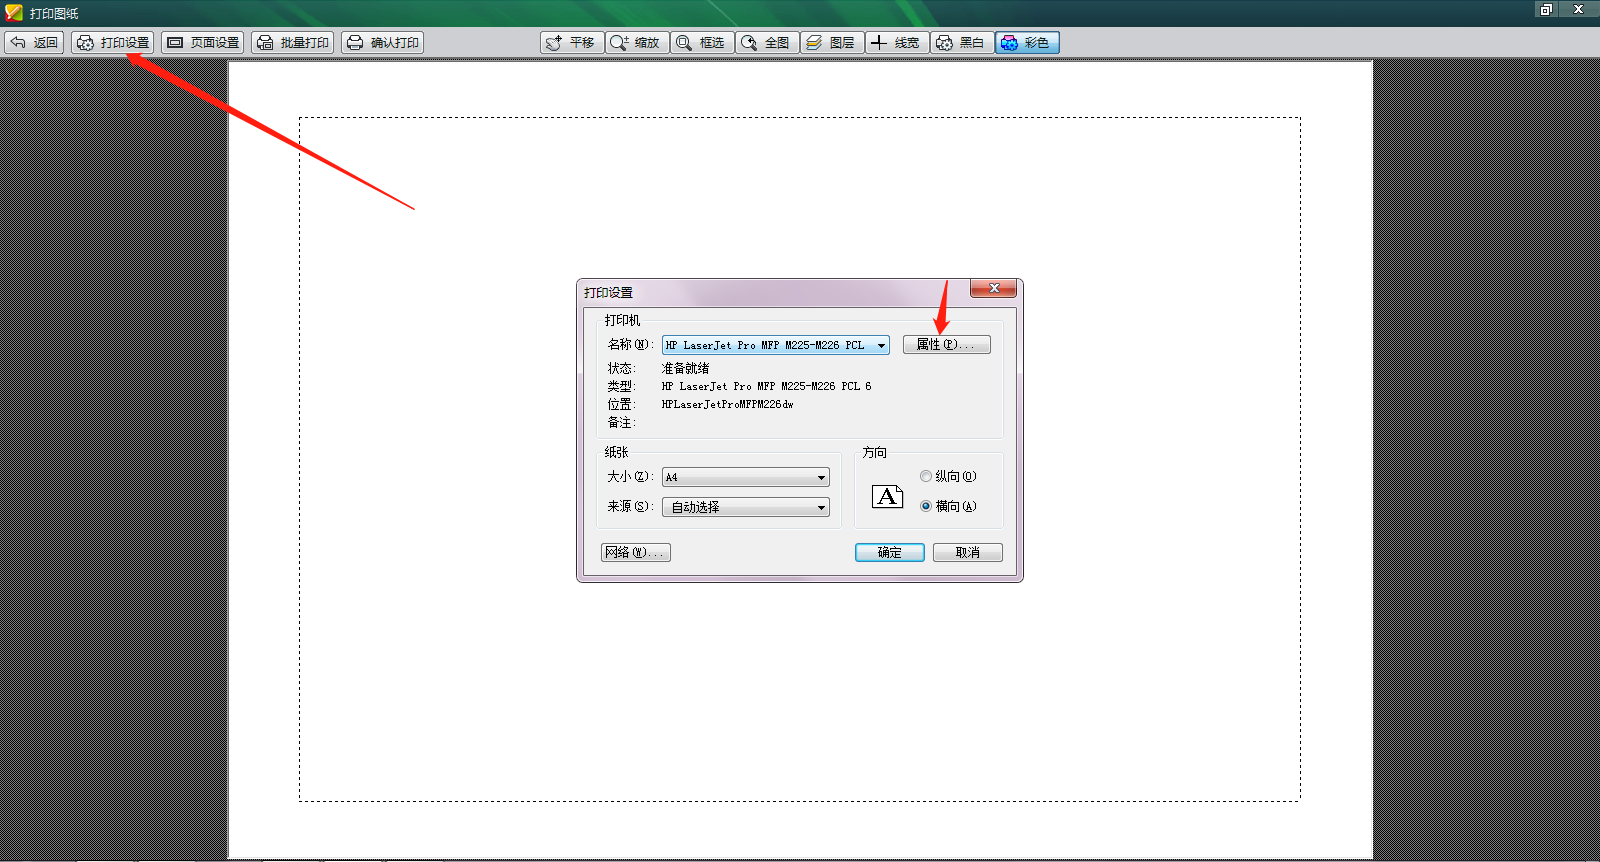 打印图纸
返回 打印设置 页面设置 批量打印 确认打印 平移 缩放 框选 全图 图层 线宽 黑白 彩色
打印设置
打印机
名称(N): HP LaserJet Pro MFP M225-M226 PCL 属性(P)...
状态: 准备就绪
类型: HP LaserJet Pro MFP M225-M226 PCL 6
位置: HPLaserJetProMFPM226dw
备注:
纸张
大小(Z): A4
来源(S): 自动选择
方向
A
纵向(O)
横向(A)
网络(W)... 确定 取消